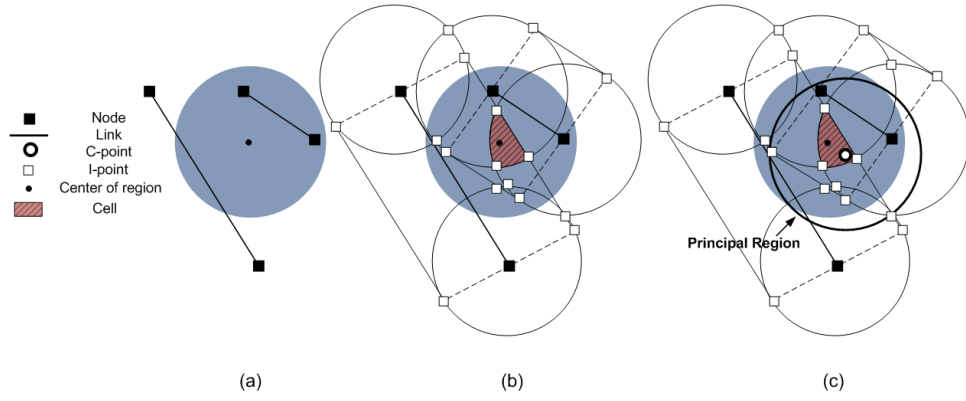 Node
Link
C-point
I-point
Center of region
Cell
Principal Region
(a)
(b)
(c)